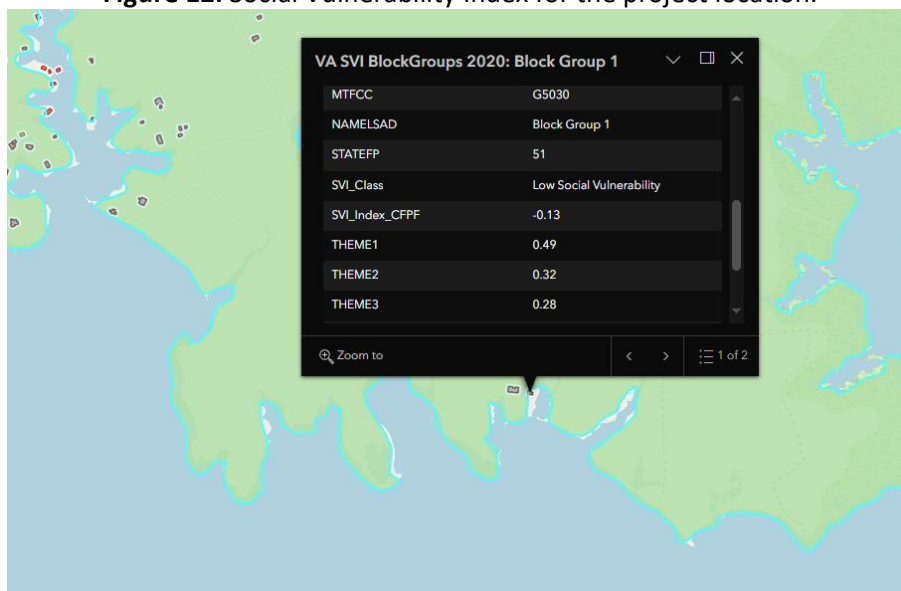 Figure Social Vulnerability Index for the project location.
VA SVI BlockGroups 2020: Block Group 1
MTFCC G5030
NAMELSAD Block Group 1
STATEFP 51
SVI_Class Low Social Vulnerability
SVI_Index_CFPF -0.13
THEME1 0.49
THEME2 0.32
THEME3 0.28
Zoom to 1 of 2